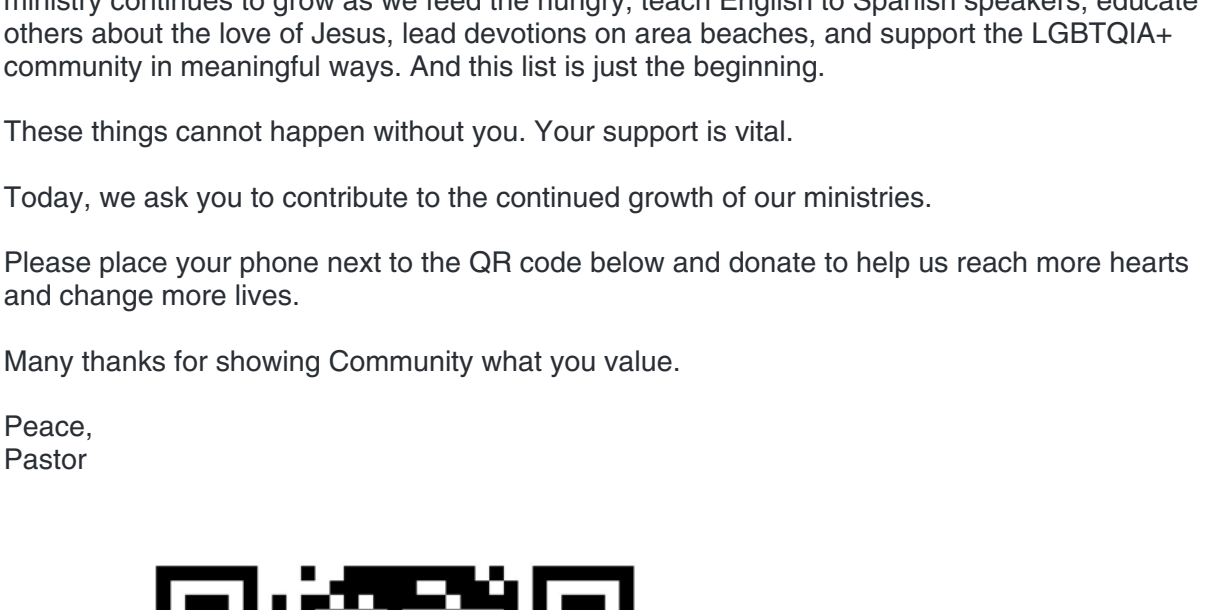 ministry continues to grow as we feed the hungry, teach English to Spanish speakers, educate
others about the love of Jesus, lead devotions on area beaches, and support the LGBTQIA+
community in meaningful ways. And this list is just the beginning.
These things cannot happen without you. Your support is vital.
Today, we ask you to contribute to the continued growth of our ministries.
Please place your phone next to the QR code below and donate to help us reach more hearts
and change more lives.
Many thanks for showing Community what you value.
Peace,
Pastor